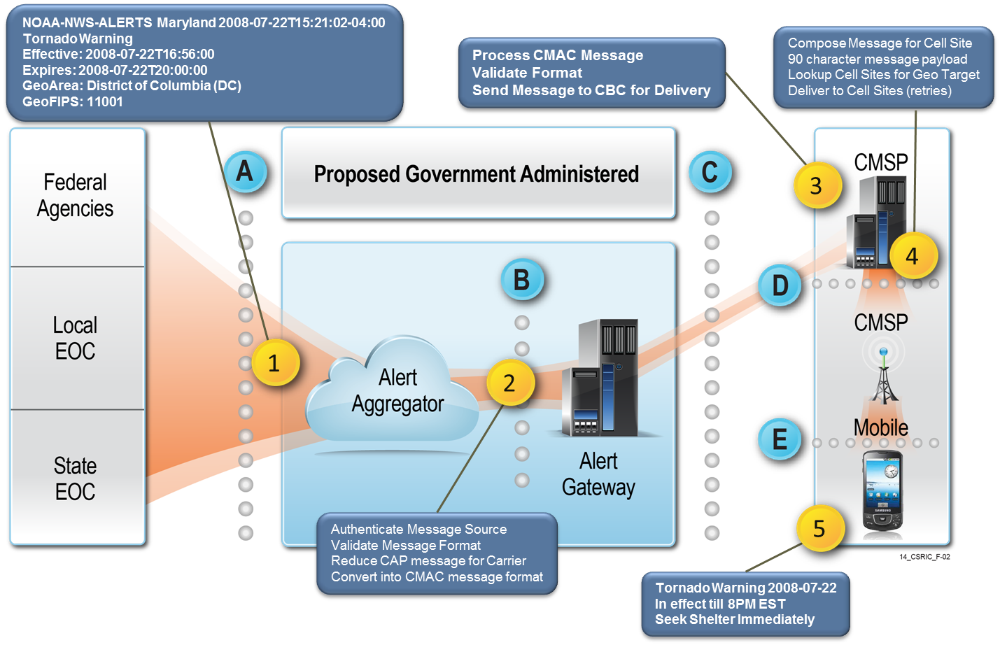 NOAA-NWS-ALERTS Maryland 2008-07-22T15:21:02-04:00
Tornado Warning
Effective: 2008-07-22T16:56:00
Expires: 2008-07-22T20:00:00
GeoArea: District of Columbia (DC)
GeoFIPS: 11001
Process CMAC Message
Validate Format
Send Message to CBC for Delivery
Compose Message for Cell Site
90 character message payload
Lookup Cell Sites for Geo Target
Deliver to Cell Sites (retries)
Federal
Agencies
Local
EOC
State
EOC
A
Proposed Government Administered
C
1
Alert
Aggregator
B
2
Alert
Gateway
D
3
CMSP
4
CMSP
E
Mobile
SAMSUNG
5
14_CSRIC_F-02
Authenticate Message Source
Validate Message Format
Reduce CAP message for Carrier
Convert into CMAC message format
Tornado Warning 2008-07-22
In effect till 8PM EST
Seek Shelter Immediately